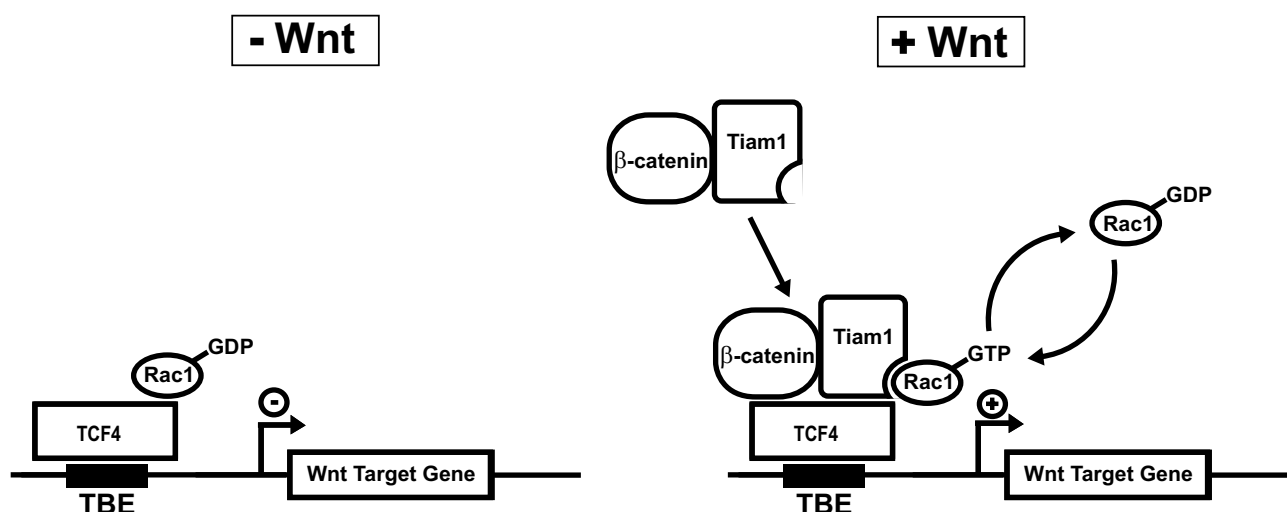 - Wnt
GDP
Rac1
-
TCF4
Wnt Target Gene
TBE
+ Wnt
β-catenin
Tiam1
GDP
Rac1
β-catenin
Tiam1
GTP
Rac1
+
TCF4
Wnt Target Gene
TBE